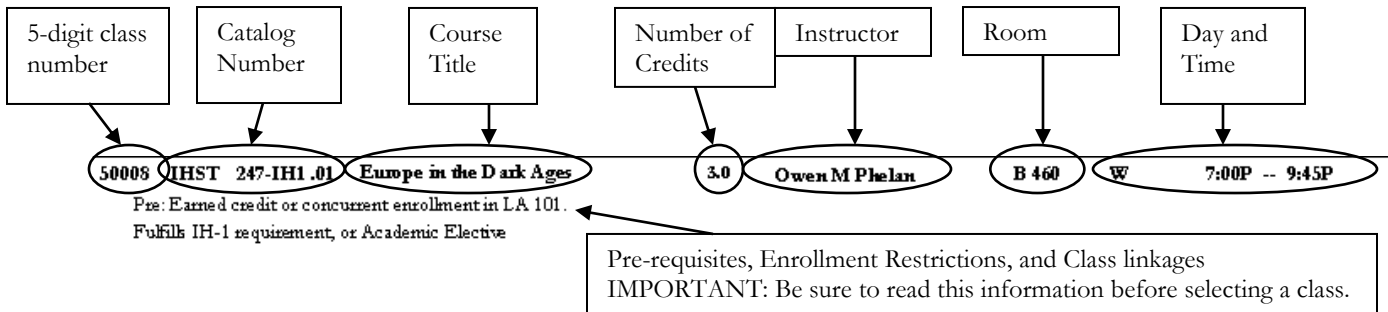 5-digit class
number
Catalog
Number
Course
Title
Number of
Credits
Instructor
Room
Day and
Time
50008 IHST 247-IH1 .01 Europe in the Dark Ages 3.0 Owen M Phelan B 460 W 7:00P -- 9:45P
Pre: Earned credit or concurrent enrollment in LA 101.
Fulfills IH-1 requirement, or Academic Elective
Pre-requisites, Enrollment Restrictions, and Class linkages
IMPORTANT: Be sure to read this information before selecting a class.